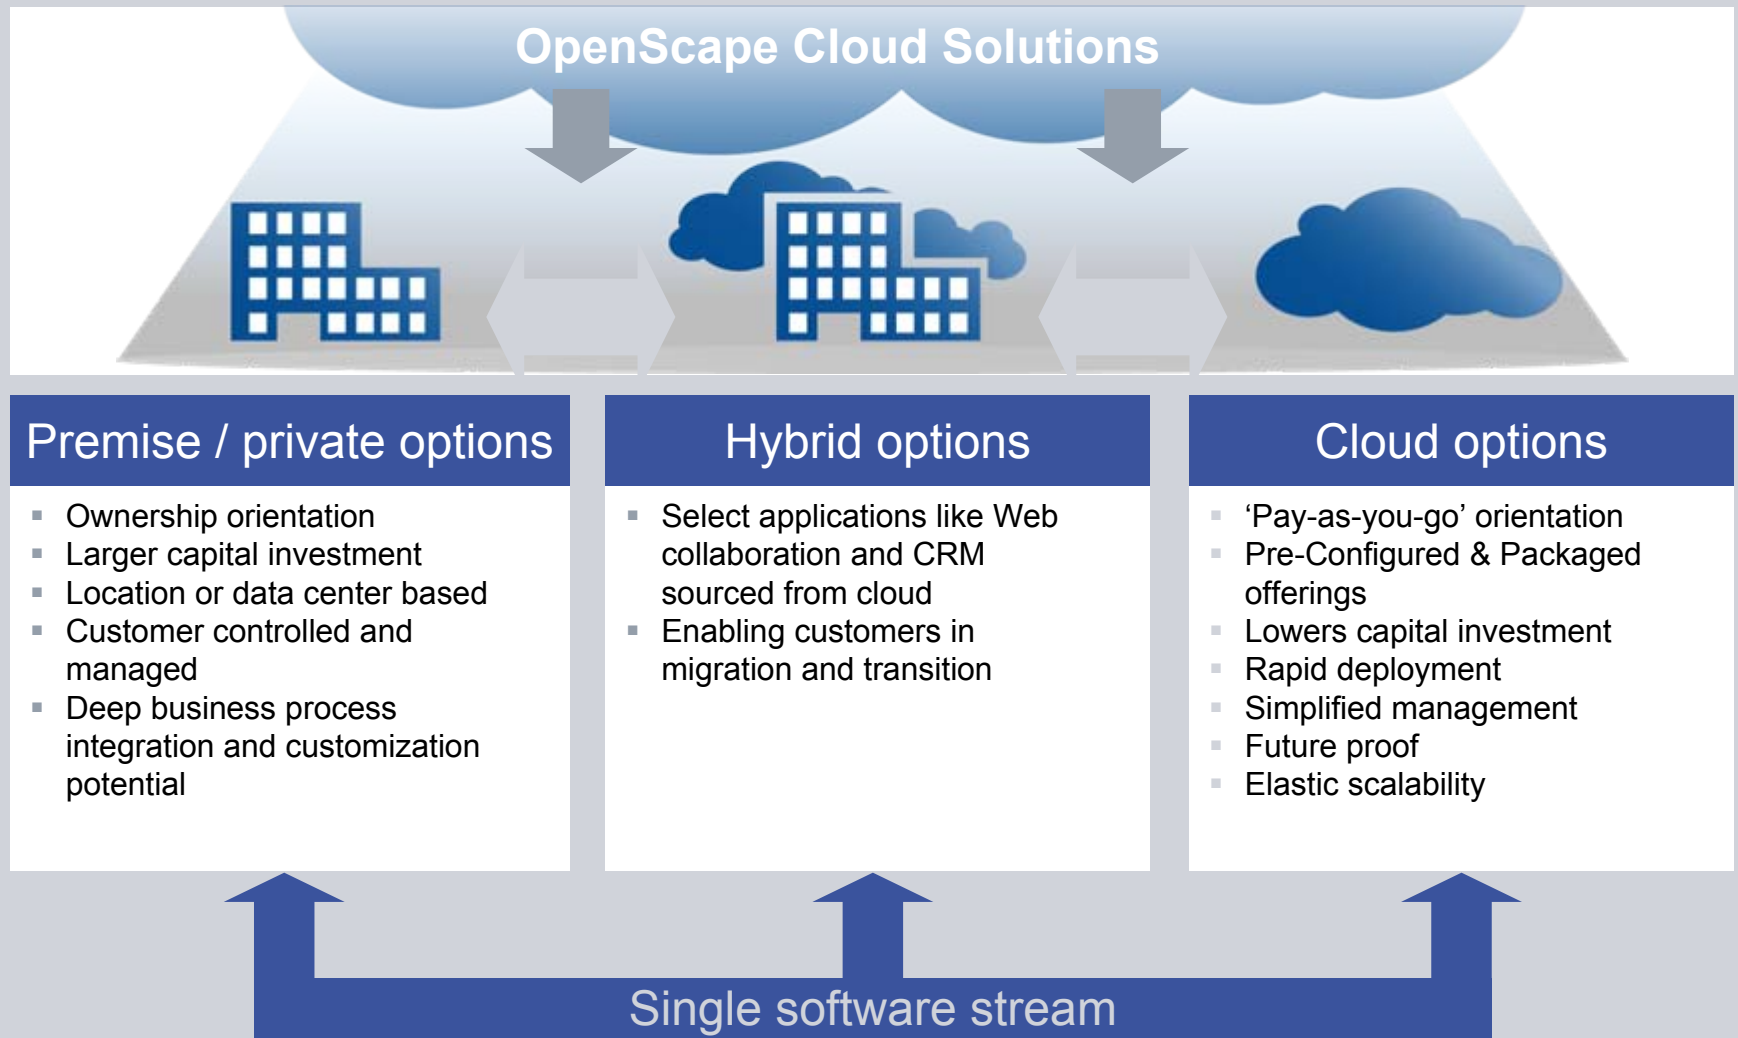 OpenScape Cloud Solutions
Premise / private options
▪ Ownership orientation
▪ Larger capital investment
▪ Location or data center based
▪ Customer controlled and
managed
▪ Deep business process
integration and customization
potential
Hybrid options
▪ Select applications like Web
collaboration and CRM
sourced from cloud
▪ Enabling customers in
migration and transition
Cloud options
▪ ‘Pay-as-you-go’ orientation
▪ Pre-Configured & Packaged
offerings
▪ Lowers capital investment
▪ Rapid deployment
▪ Simplified management
▪ Future proof
▪ Elastic scalability
Single software stream